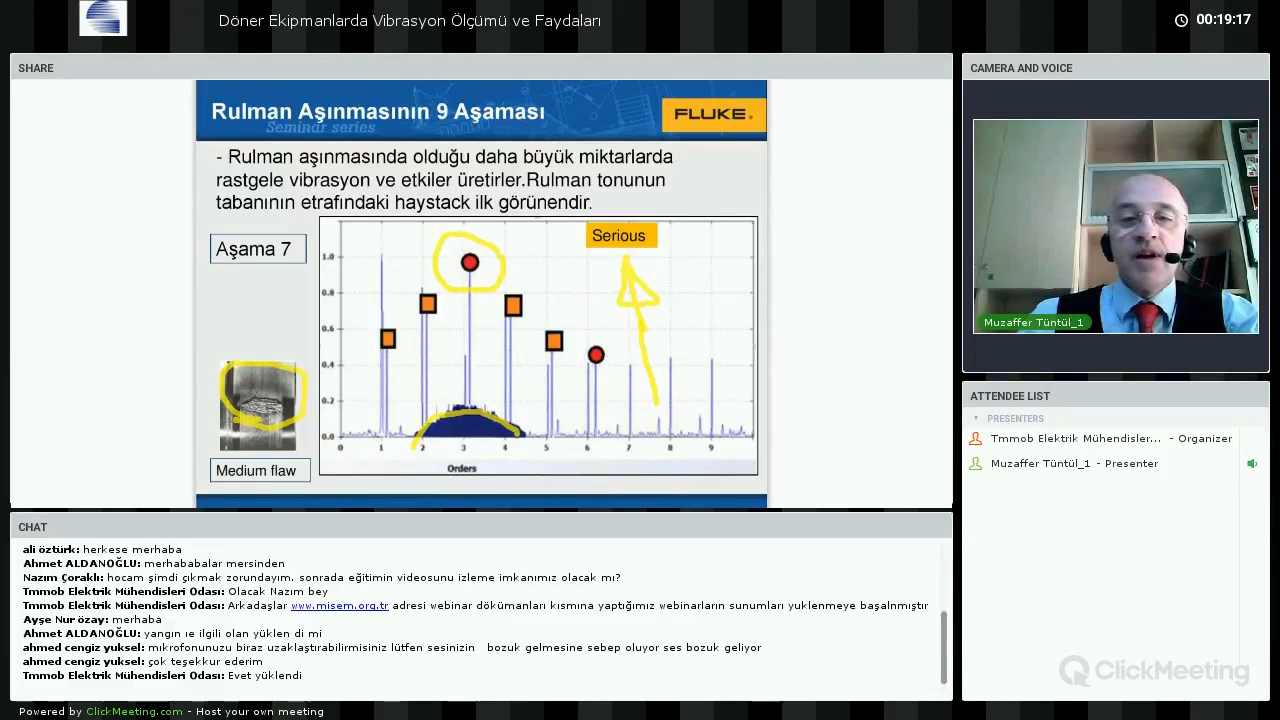 Döner Ekipmanlarda Vibrasyon Ölçümü ve Faydaları
00:19:17
SHARE
Rulman Aşınmasının 9 Aşaması
Seminar series
FLUKE®
- Rulman aşınmasında olduğu daha büyük miktarlarda
rastgele vibrasyon ve etkiler üretirler.Rulman tonunun
tabanının etrafındaki haystack ilk görünendir.
Aşama 7
Serious
1.0
0.8
0.6
0.4
0.2
0.0
0 1 2 3 4 5 6 7 8 9
Orders
Medium flaw
CAMERA AND VOICE
Muzaffer Tüntül_1
ATTENDEE LIST
PRESENTERS
Tmmob Elektrik Mühendisler... - Organizer
Muzaffer Tüntül_1 - Presenter
CHAT
ali öztürk: herkese merhaba
Ahmet ALDANOĞLU: merhababalar mersinden
Nazım Çoraklı: hocam şimdi çıkmak zorundayım. sonrada eğitimin videosunu izleme imkanımız olacak mı?
Tmmob Elektrik Mühendisleri Odası: Olacak Nazım bey
Tmmob Elektrik Mühendisleri Odası: Arkadaşlar www.misem.org.tr adresi webinar dökümanları kısmına yaptığımız webinarların sunumları yuklenmeye başalnmıştır
Ayşe Nur özay: merhaba
Ahmet ALDANOĞLU: yangın ıe ilgili olan yüklen di mi
ahmed cengiz yuksel: mıkrofonunuzu biraz uzaklaştırabilirmisiniz lütfen sesinizin bozuk gelmesine sebep oluyor ses bozuk geliyor
ahmed cengiz yuksel: çok teşekkur ederim
Tmmob Elektrik Mühendisleri Odası: Evet yüklendi
ClickMeeting
Powered by ClickMeeting.com - Host your own meeting